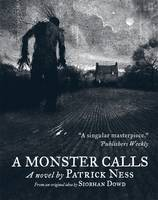 "A singular masterpiece."
Publishers Weekly
A MONSTER CALLS
A novel by PATRICK NESS
From an original idea by SIOBHAN DOWD